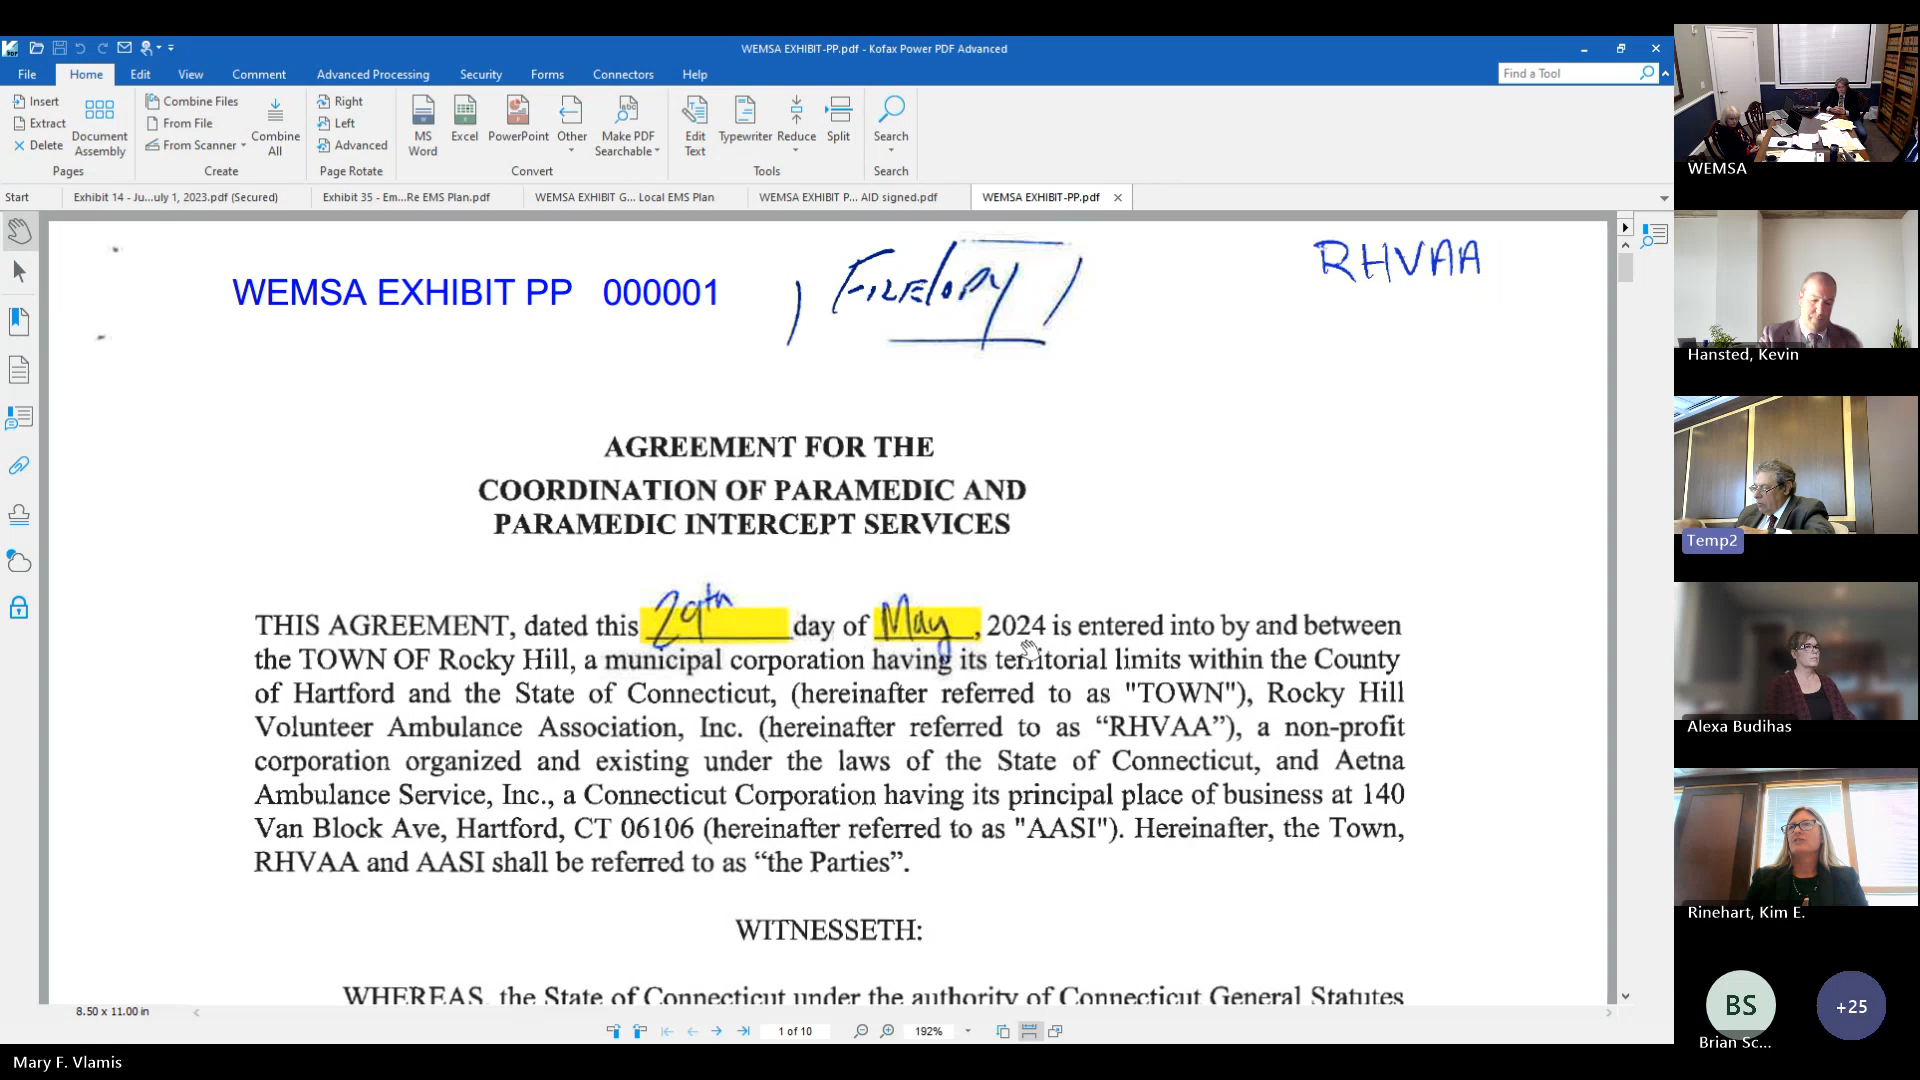 WEMSA EXHIBIT-PP.pdf - Kofax Power PDF Advanced
File Home Edit View Comment Advanced Processing Security Forms Connectors Help
Find a Tool
Insert
Extract
Delete
Document Assembly
Pages
Combine Files
From File
From Scanner
Combine All
Create
Right
Left
Advanced
Page Rotate
MS Word
Excel
PowerPoint
Other
Make PDF Searchable
Convert
Edit Text
Typewriter
Reduce
Split
Tools
Search
Search
Start
Exhibit 14 - Ju...uly 1, 2023.pdf (Secured)
Exhibit 35 - Em...Re EMS Plan.pdf
WEMSA EXHIBIT G... Local EMS Plan
WEMSA EXHIBIT P... AID signed.pdf
WEMSA EXHIBIT-PP.pdf
WEMSA EXHIBIT PP 000001
FILE COPY
RHVAA
AGREEMENT FOR THE
COORDINATION OF PARAMEDIC AND
PARAMEDIC INTERCEPT SERVICES
THIS AGREEMENT, dated this 29th day of May, 2024 is entered into by and between
the TOWN OF Rocky Hill, a municipal corporation having its territorial limits within the County
of Hartford and the State of Connecticut, (hereinafter referred to as "TOWN"), Rocky Hill
Volunteer Ambulance Association, Inc. (hereinafter referred to as “RHVAA”), a non-profit
corporation organized and existing under the laws of the State of Connecticut, and Aetna
Ambulance Service, Inc., a Connecticut Corporation having its principal place of business at 140
Van Block Ave, Hartford, CT 06106 (hereinafter referred to as "AASI"). Hereinafter, the Town,
RHVAA and AASI shall be referred to as “the Parties”.
WITNESSETH:
WHEREAS, the State of Connecticut under the authority of Connecticut General Statutes
8.50 x 11.00 in
1 of 10
192%
WEMSA
Hansted, Kevin
Temp2
Alexa Budihas
Rinehart, Kim E.
BS
Brian Sc...
+25
Mary F. Vlamis